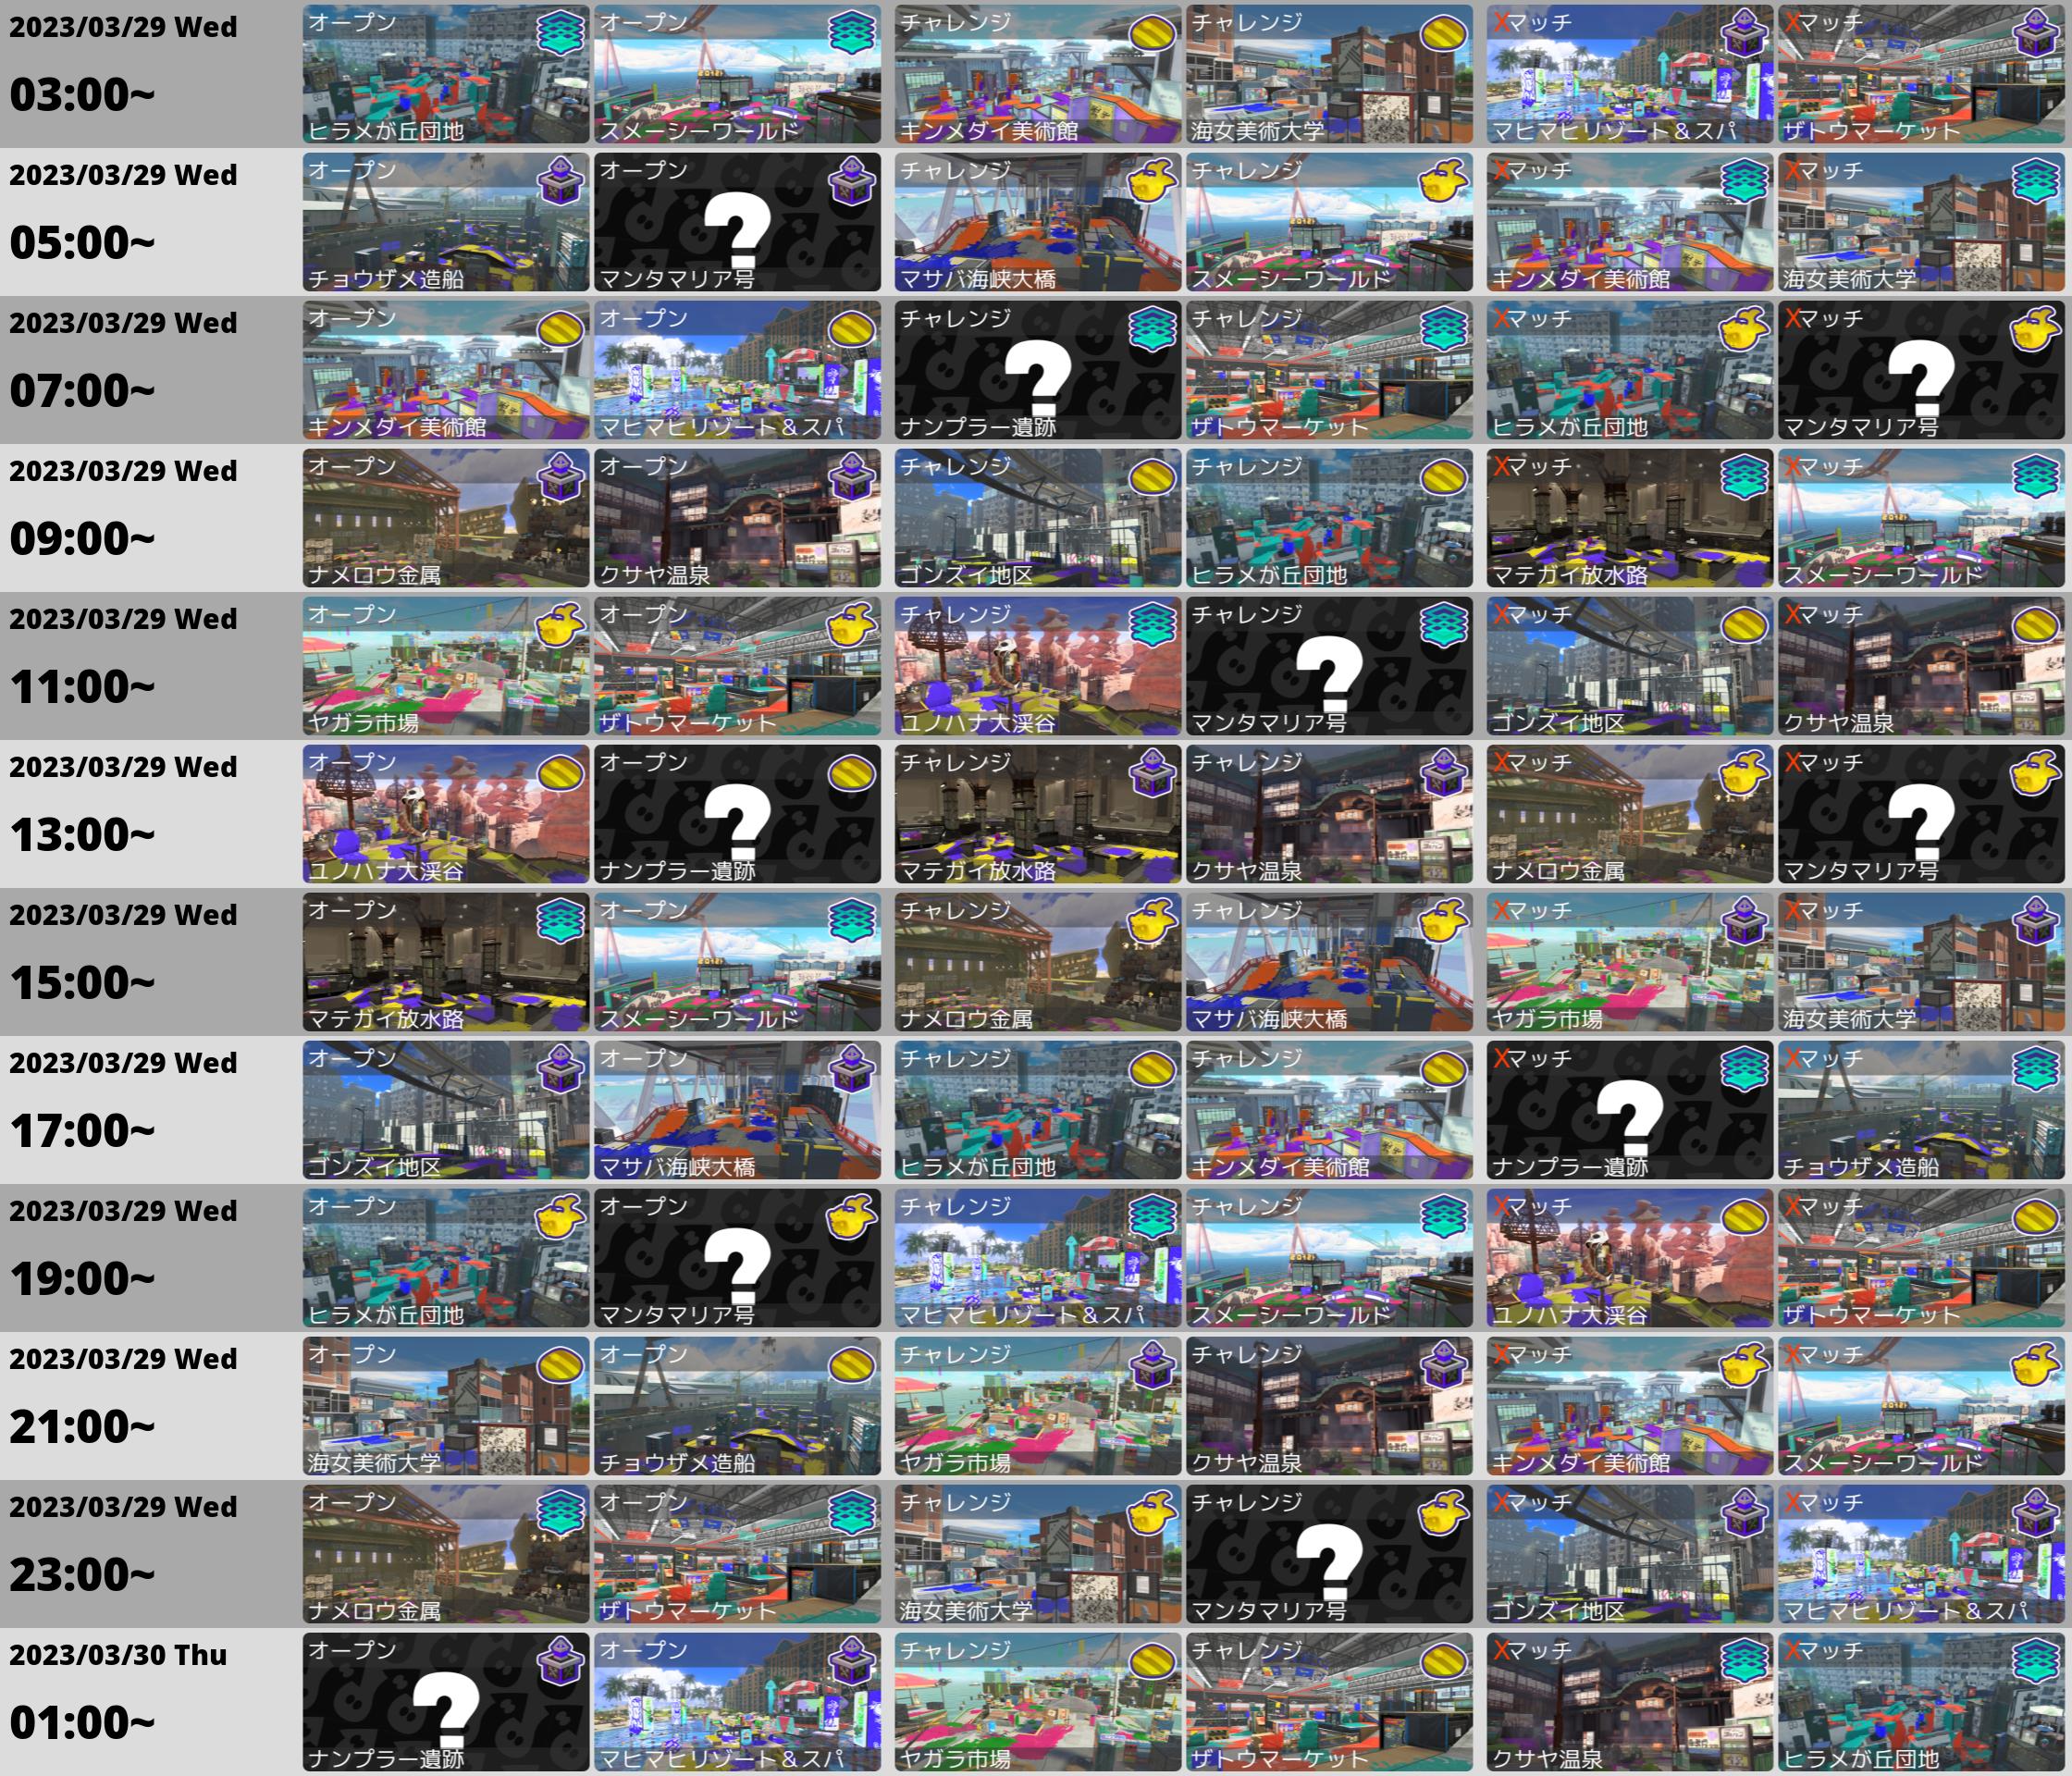 2023/03/29 Wed
03:00~
オープン
ヒラメが丘団地
オープン
スメーシーワールド
チャレンジ
キンメダイ美術館
チャレンジ
海女美術大学
Xマッチ
マヒマヒリゾート＆スパ
Xマッチ
ザトウマーケット
2023/03/29 Wed
05:00~
オープン
チョウザメ造船
オープン
マンタマリア号
チャレンジ
マサバ海峡大橋
チャレンジ
スメーシーワールド
Xマッチ
キンメダイ美術館
Xマッチ
海女美術大学
2023/03/29 Wed
07:00~
オープン
キンメダイ美術館
オープン
マヒマヒリゾート＆スパ
チャレンジ
ナンプラー遺跡
チャレンジ
ザトウマーケット
Xマッチ
ヒラメが丘団地
Xマッチ
マンタマリア号
2023/03/29 Wed
09:00~
オープン
ナメロウ金属
オープン
クサヤ温泉
チャレンジ
ゴンズイ地区
チャレンジ
ヒラメが丘団地
Xマッチ
マテガイ放水路
Xマッチ
スメーシーワールド
2023/03/29 Wed
11:00~
オープン
ヤガラ市場
オープン
ザトウマーケット
チャレンジ
ユノハナ大渓谷
チャレンジ
マンタマリア号
Xマッチ
ゴンズイ地区
Xマッチ
クサヤ温泉
2023/03/29 Wed
13:00~
オープン
ユノハナ大渓谷
オープン
ナンプラー遺跡
チャレンジ
マテガイ放水路
チャレンジ
クサヤ温泉
Xマッチ
ナメロウ金属
Xマッチ
マンタマリア号
2023/03/29 Wed
15:00~
オープン
マテガイ放水路
オープン
スメーシーワールド
チャレンジ
ナメロウ金属
チャレンジ
マサバ海峡大橋
Xマッチ
ヤガラ市場
Xマッチ
海女美術大学
2023/03/29 Wed
17:00~
オープン
ゴンズイ地区
オープン
マサバ海峡大橋
チャレンジ
ヒラメが丘団地
チャレンジ
キンメダイ美術館
Xマッチ
ナンプラー遺跡
Xマッチ
チョウザメ造船
2023/03/29 Wed
19:00~
オープン
ヒラメが丘団地
オープン
マンタマリア号
チャレンジ
マヒマヒリゾート＆スパ
チャレンジ
スメーシーワールド
Xマッチ
ユノハナ大渓谷
Xマッチ
ザトウマーケット
2023/03/29 Wed
21:00~
オープン
海女美術大学
オープン
チョウザメ造船
チャレンジ
ヤガラ市場
チャレンジ
クサヤ温泉
Xマッチ
キンメダイ美術館
Xマッチ
スメーシーワールド
2023/03/29 Wed
23:00~
オープン
ナメロウ金属
オープン
ザトウマーケット
チャレンジ
海女美術大学
チャレンジ
マンタマリア号
Xマッチ
ゴンズイ地区
Xマッチ
マヒマヒリゾート＆スパ
2023/03/30 Thu
01:00~
オープン
ナンプラー遺跡
オープン
マヒマヒリゾート＆スパ
チャレンジ
ヤガラ市場
チャレンジ
ザトウマーケット
Xマッチ
クサヤ温泉
Xマッチ
ヒラメが丘団地